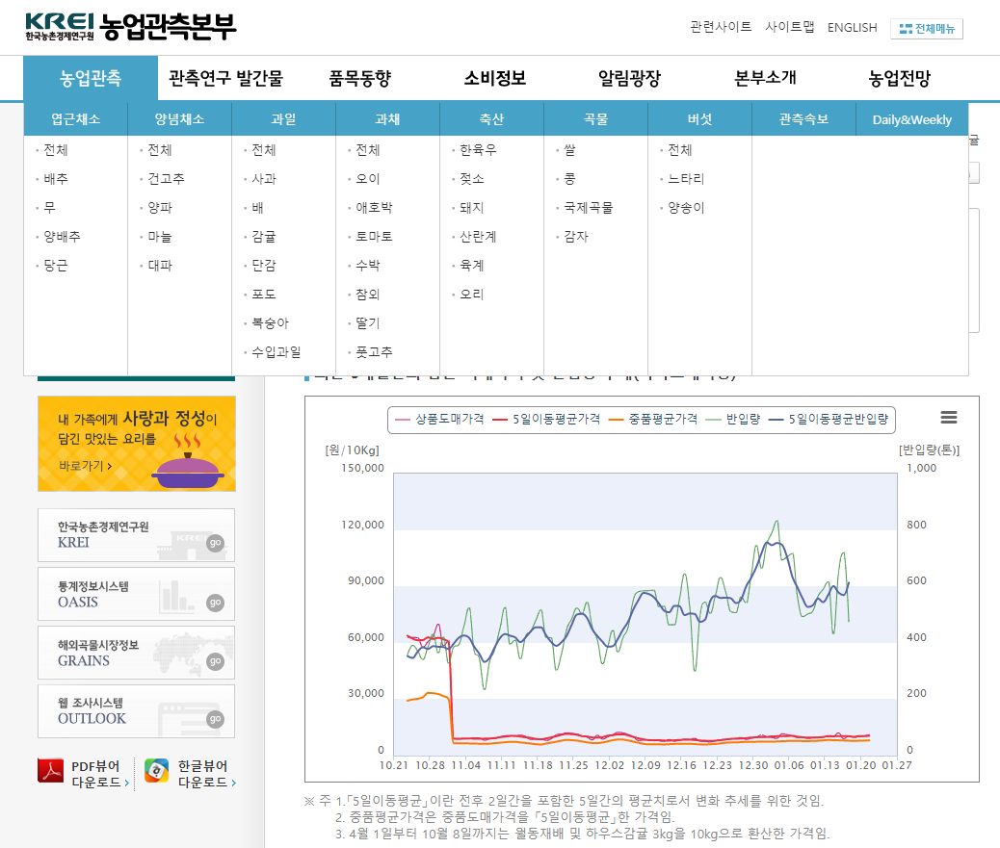 KREI 한국농촌경제연구원 농업관측본부
관련사이트 사이트맵 ENGLISH 전체메뉴
농업관측 관측연구 발간물 품목동향 소비정보 알림광장 본부소개 농업전망
엽근채소 양념채소 과일 과채 축산 곡물 버섯 관측속보 Daily&Weekly
전체 전체 전체 전체 한육우 쌀 전체
배추 건고추 사과 오이 젖소 콩 느타리
무 양파 배 애호박 돼지 국제곡물 양송이
양배추 마늘 감귤 토마토 산란계 감자
당근 대파 단감 수박 육계
포도 참외 오리
복숭아 딸기
수입과일 풋고추
내 가족에게 사랑과 정성이
담긴 맛있는 요리를
바로가기 >
한국농촌경제연구원
KREI
go
통계정보시스템
OASIS
go
해외곡물시장정보
GRAINS
go
웹 조사시스템
OUTLOOK
go
PDF뷰어
다운로드 >
한글뷰어
다운로드 >
상품도매가격 5일이동평균가격 중품평균가격 반입량 5일이동평균반입량
[원/10Kg] [반입량(톤)]
150,000 1,000
120,000 800
90,000 600
60,000 400
30,000 200
0 0
10.21 10.28 11.04 11.11 11.18 11.25 12.02 12.09 12.16 12.23 12.30 01.06 01.13 01.20 01.27
※ 주 1.「5일이동평균」이란 전후 2일간을 포함한 5일간의 평균치로서 변화 추세를 위한 것임.
2. 중품평균가격은 중품도매가격을 「5일이동평균」한 가격임.
3. 4월 1일부터 10월 8일까지는 월동재배 및 하우스감귤 3kg을 10kg으로 환산한 가격임.